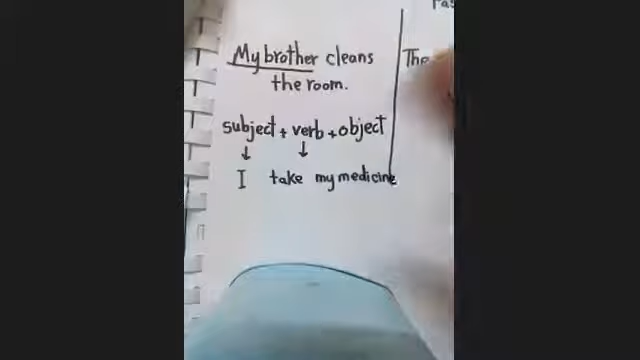 My brother cleans
the room.
subject + verb + object
↓ ↓
I take my medicine
The